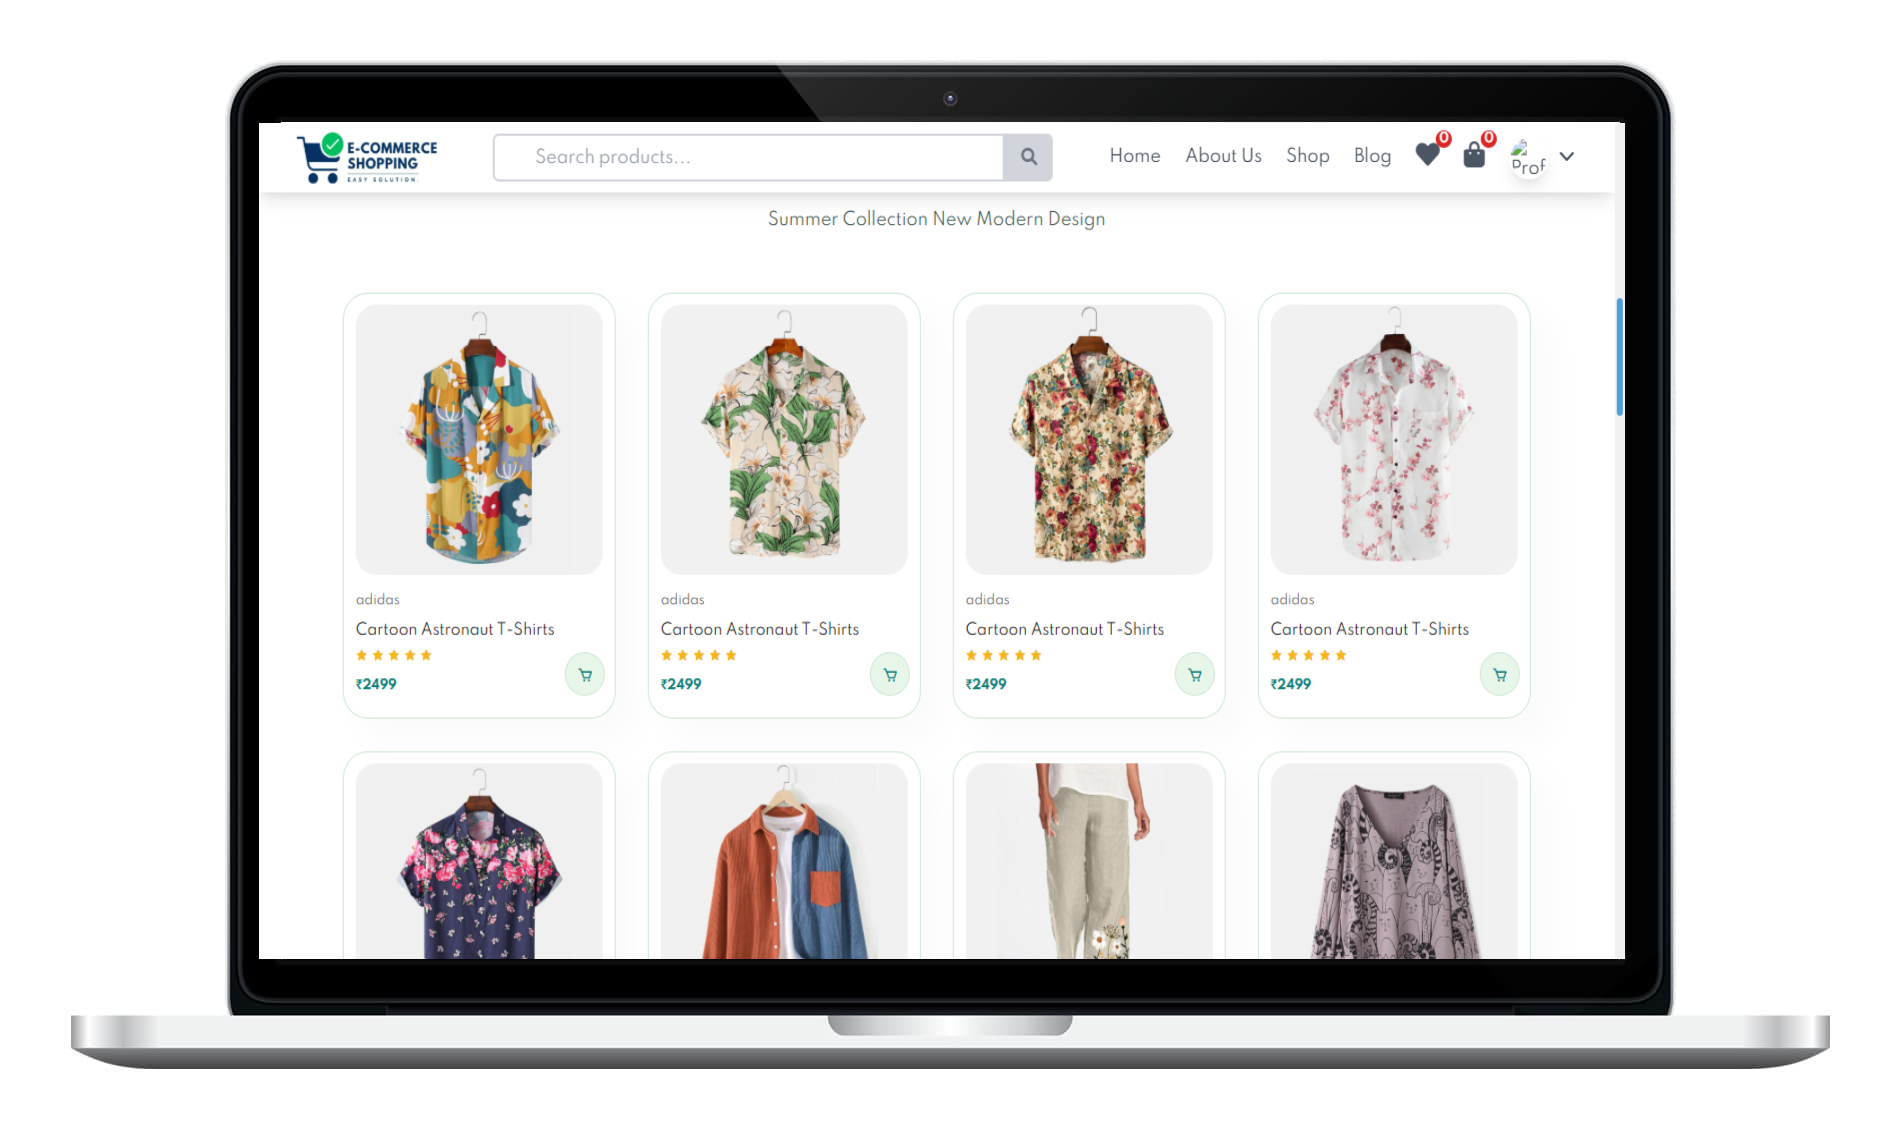 E-COMMERCE
SHOPPING
EASY SOLUTION.
Search products...
Home About Us Shop Blog 0 0 Prof
Summer Collection New Modern Design
adidas adidas adidas adidas
Cartoon Astronaut T-Shirts Cartoon Astronaut T-Shirts Cartoon Astronaut T-Shirts Cartoon Astronaut T-Shirts
₹2499 ₹2499 ₹2499 ₹2499